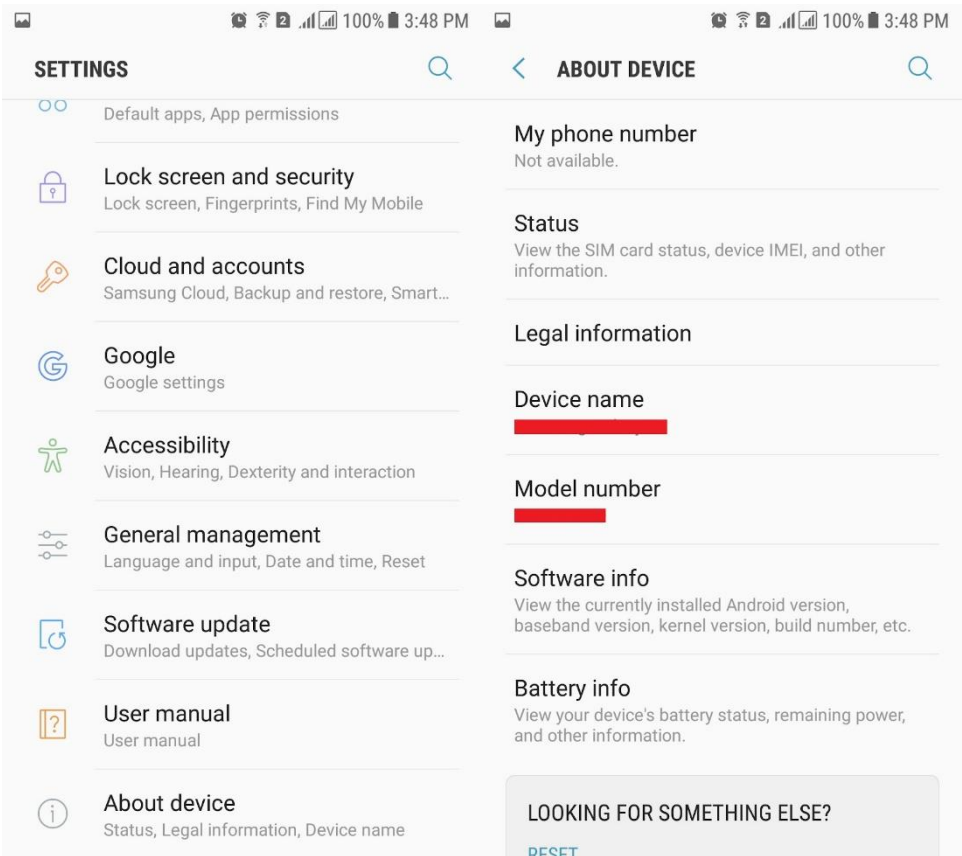 100% 3:48 PM
SETTINGS
Default apps, App permissions
Lock screen and security
Lock screen, Fingerprints, Find My Mobile
Cloud and accounts
Samsung Cloud, Backup and restore, Smart...
Google
Google settings
Accessibility
Vision, Hearing, Dexterity and interaction
General management
Language and input, Date and time, Reset
Software update
Download updates, Scheduled software up...
User manual
User manual
About device
Status, Legal information, Device name
2 100% 3:48 PM
ABOUT DEVICE
My phone number
Not available.
Status
View the SIM card status, device IMEI, and other
information.
Legal information
Device name
Model number
Software info
View the currently installed Android version,
baseband version, kernel version, build number, etc.
Battery info
View your device's battery status, remaining power,
and other information.
LOOKING FOR SOMETHING ELSE?
RESET